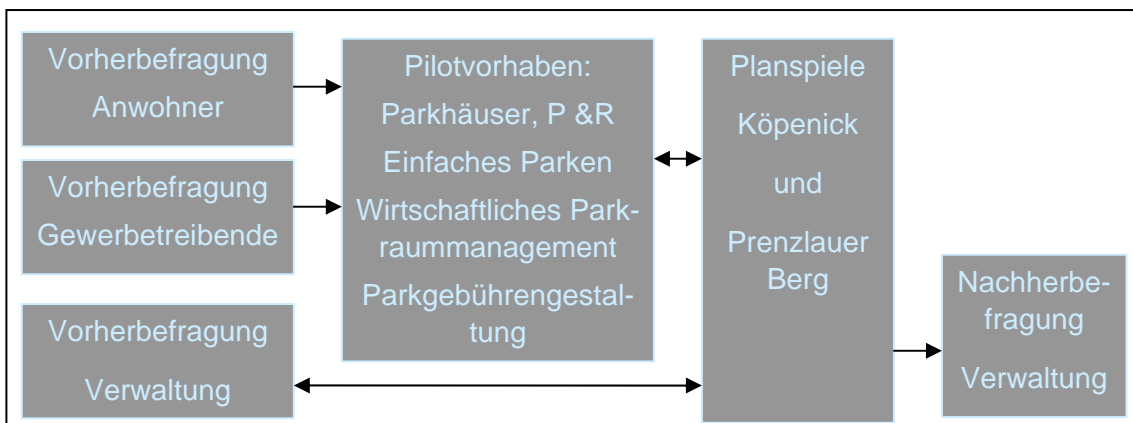 Vorherbefragung
Anwohner
Vorherbefragung
Gewerbetreibende
Vorherbefragung
Verwaltung
Pilotvorhaben:
Parkhäuser, P &R
Einfaches Parken
Wirtschaftliches Park-
raummanagement
Parkgebührengestal-
tung
Planspiele
Köpenick
und
Prenzlauer
Berg
Nachherbe-
fragung
Verwaltung